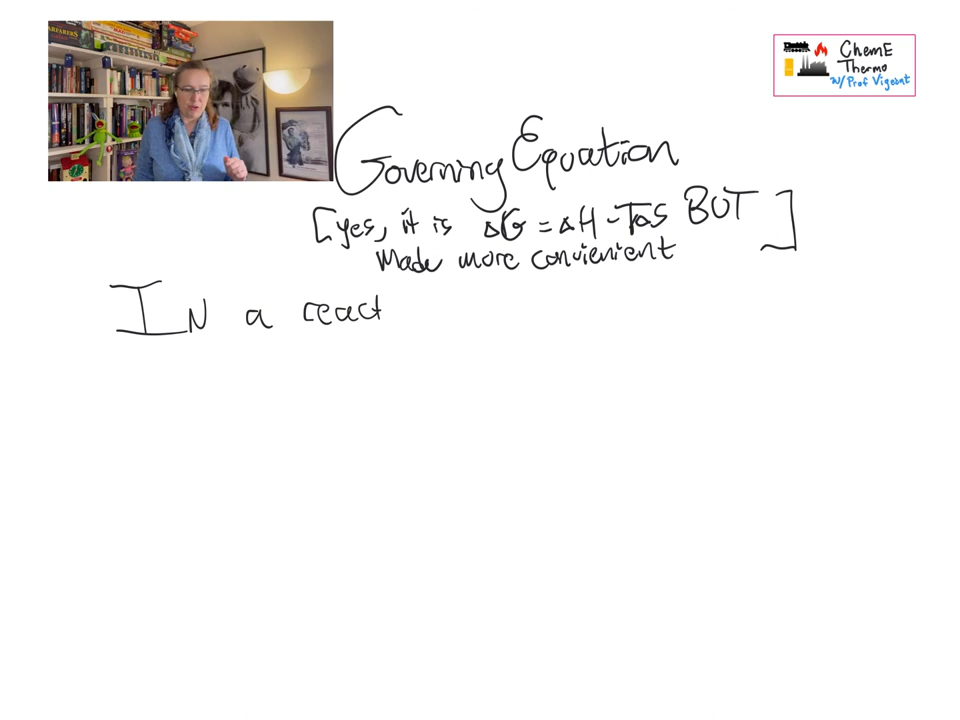 ChemE
Thermo
w/ Prof Vigeant
Governing Equation
[Yes, it is ΔG = ΔH - TΔS BUT ]
made more convienient
IN a react